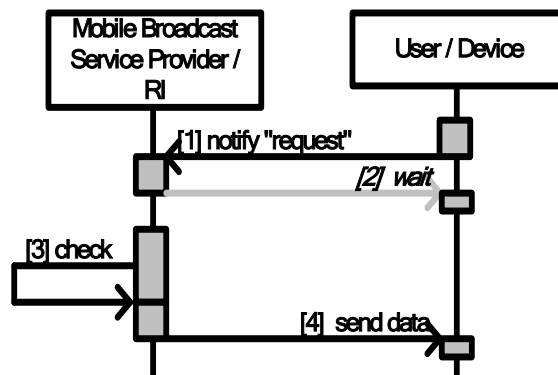 Mobile Broadcast
Service Provider /
RI
User / Device
[1] notify "request"
[2] wait
[3] check
[4] send data